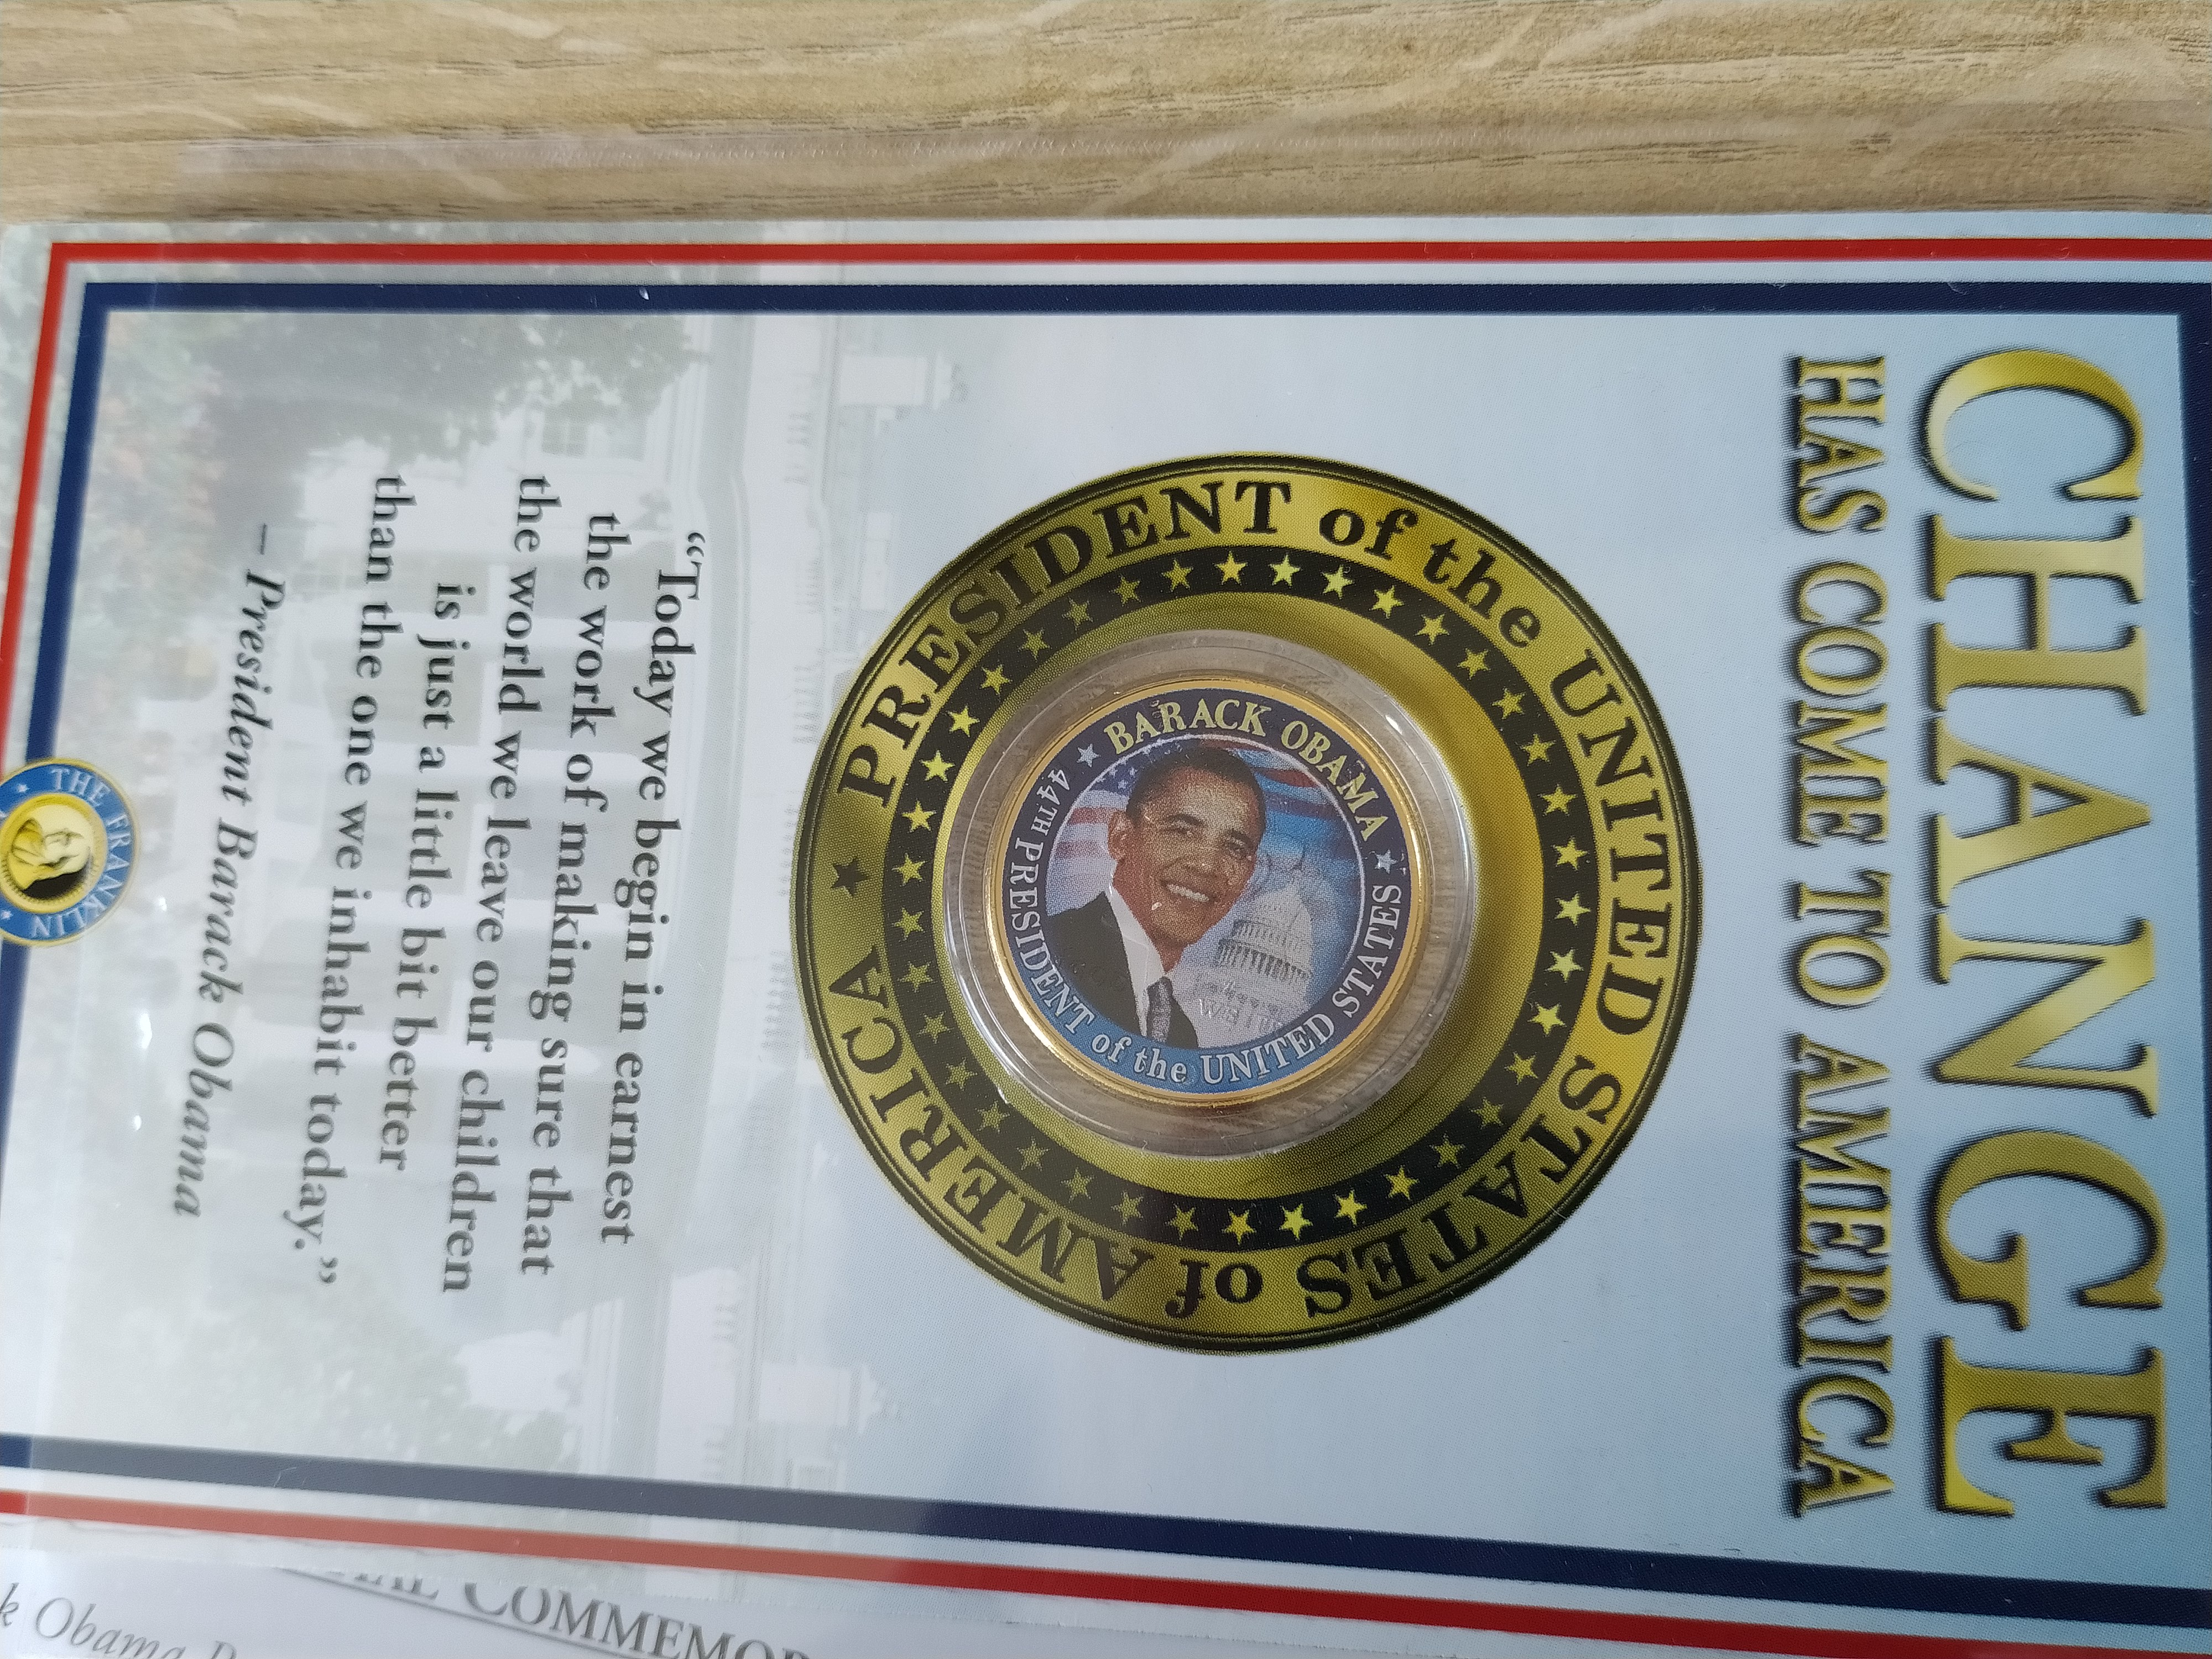 CHANGE
HAS COME TO AMERICA
PRESIDENT of the UNITED STATES of AMERICA
BARACK OBAMA
44TH PRESIDENT of the UNITED STATES
“Today we begin in earnest
the work of making sure that
the world we leave our children
is just a little bit better
than the one we inhabit today.”
– President Barack Obama
THE FRANKLIN
COMMEMOR
Obama